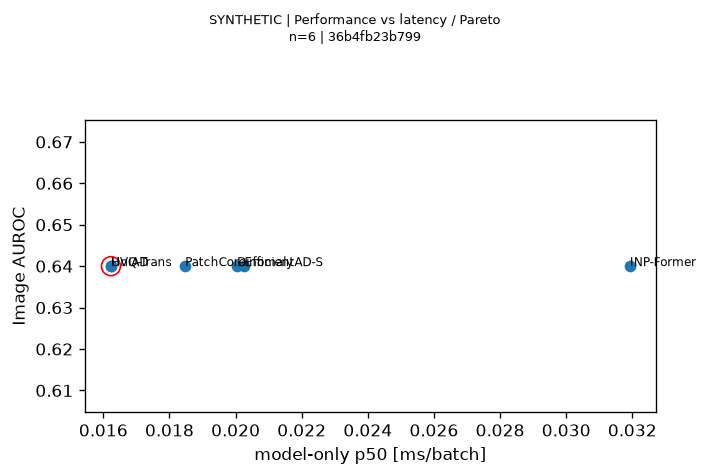 SYNTHETIC | Performance vs latency / Pareto
n=6 | 36b4fb23b799
0.67
0.66
0.65
0.64
0.63
0.62
0.61
Image AUROC
EfficientAD-S
INP-Former
0.016 0.018 0.020 0.022 0.024 0.026 0.028 0.030 0.032
model-only p50 [ms/batch]